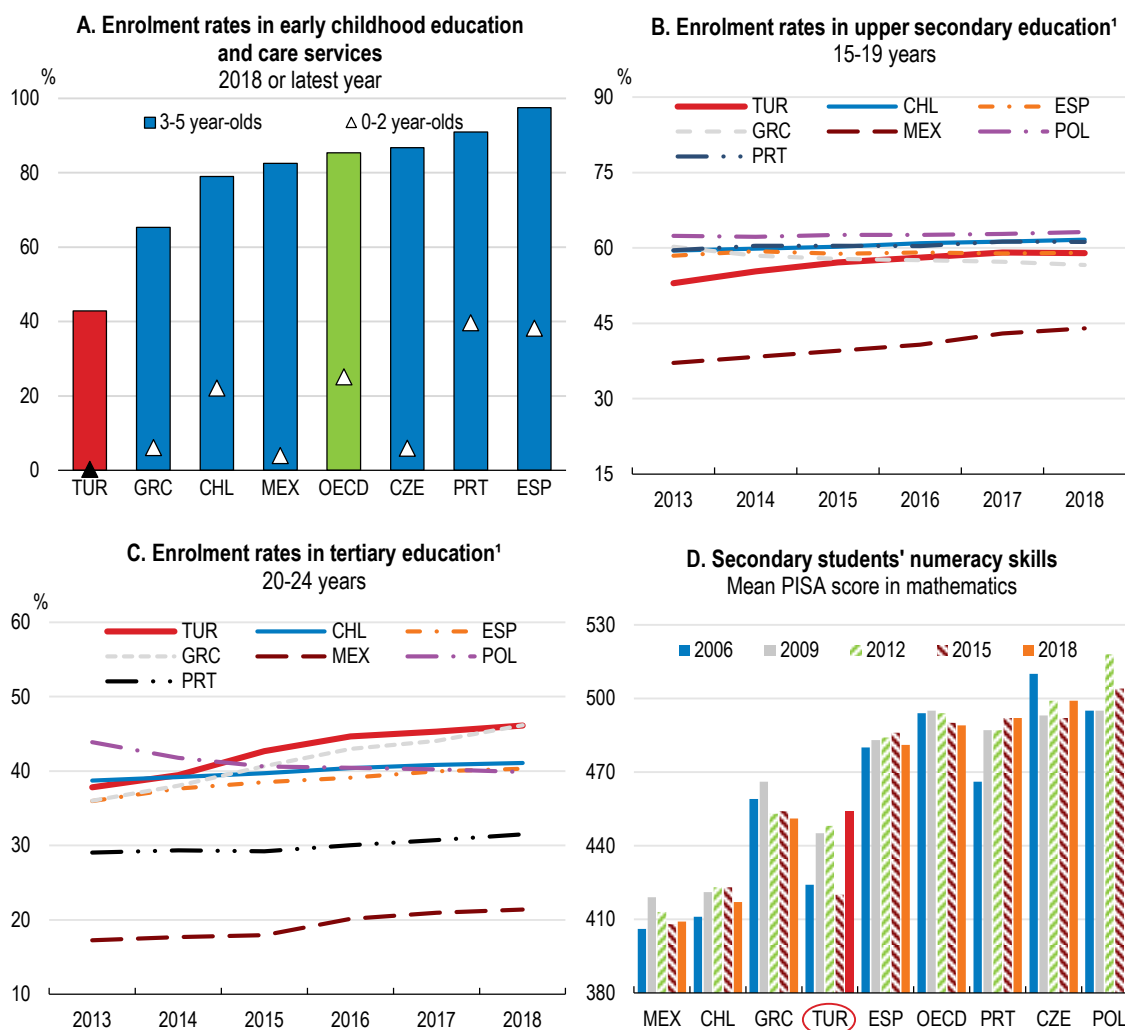 A. Enrolment rates in early childhood education
and care services
2018 or latest year
%
3-5 year-olds
0-2 year-olds
100
80
60
40
20
0
TUR GRC CHL MEX OECD CZE PRT ESP
B. Enrolment rates in upper secondary education¹
15-19 years
%
TUR CHL ESP
GRC MEX POL
PRT
90
75
60
45
30
15
2013 2014 2015 2016 2017 2018
C. Enrolment rates in tertiary education¹
20-24 years
%
TUR CHL ESP
GRC MEX POL
PRT
60
50
40
30
20
10
2013 2014 2015 2016 2017 2018
D. Secondary students' numeracy skills
Mean PISA score in mathematics
2006 2009 2012 2015 2018
530
500
470
440
410
380
MEX CHL GRC TUR ESP OECD PRT CZE POL